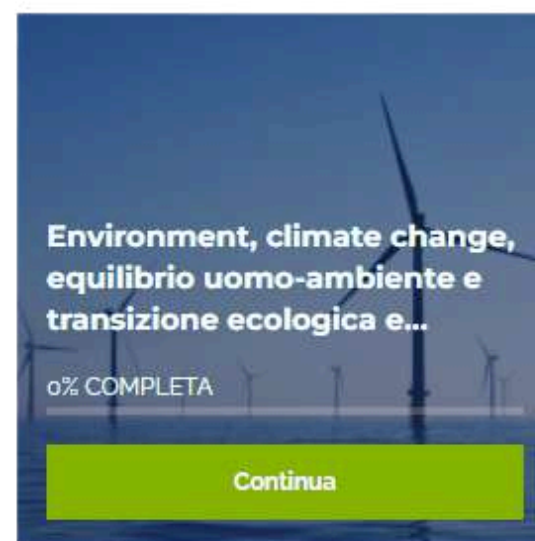 Environment, climate change,
equilibrio uomo-ambiente e
transizione ecologica e...
0% COMPLETA
Continua